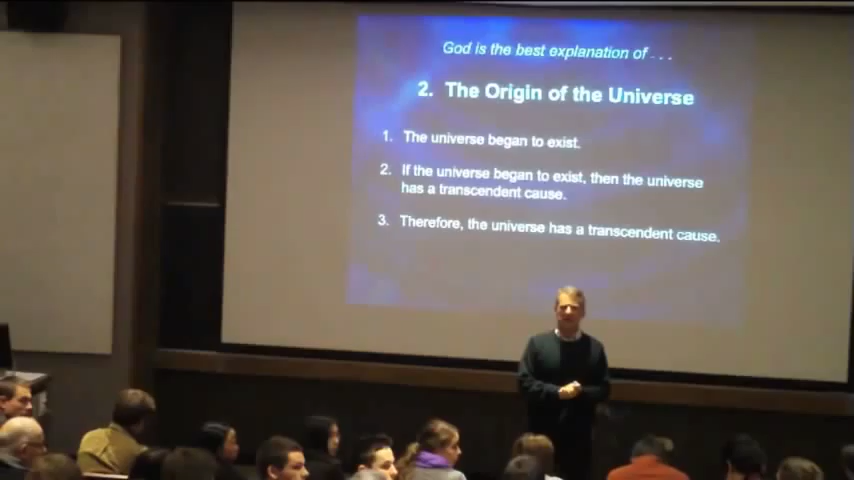 God is the best explanation of . . .
2. The Origin of the Universe
1. The universe began to exist.
2. If the universe began to exist, then the universe
has a transcendent cause.
3. Therefore, the universe has a transcendent cause.